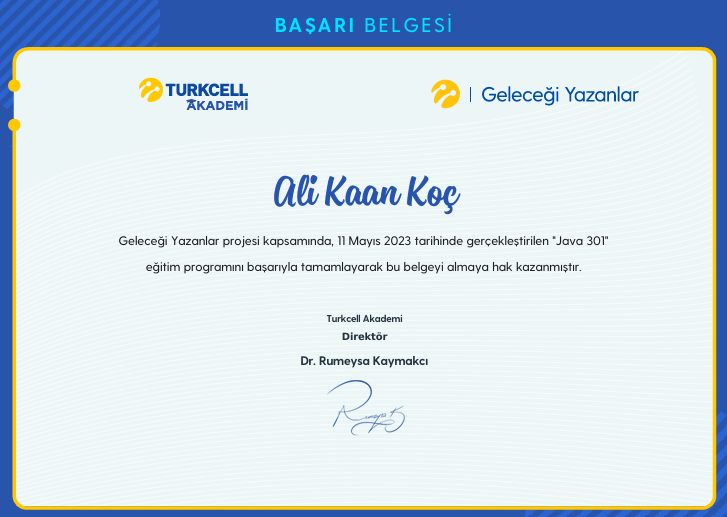 BAŞARI BELGESİ
TURKCELL
AKADEMİ
Geleceği Yazanlar
Ali Kaan Koç
Geleceği Yazanlar projesi kapsamında, 11 Mayıs 2023 tarihinde gerçekleştirilen "Java 301"
eğitim programını başarıyla tamamlayarak bu belgeyi almaya hak kazanmıştır.
Turkcell Akademi
Direktör
Dr. Rumeysa Kaymakcı
Rumeysa K